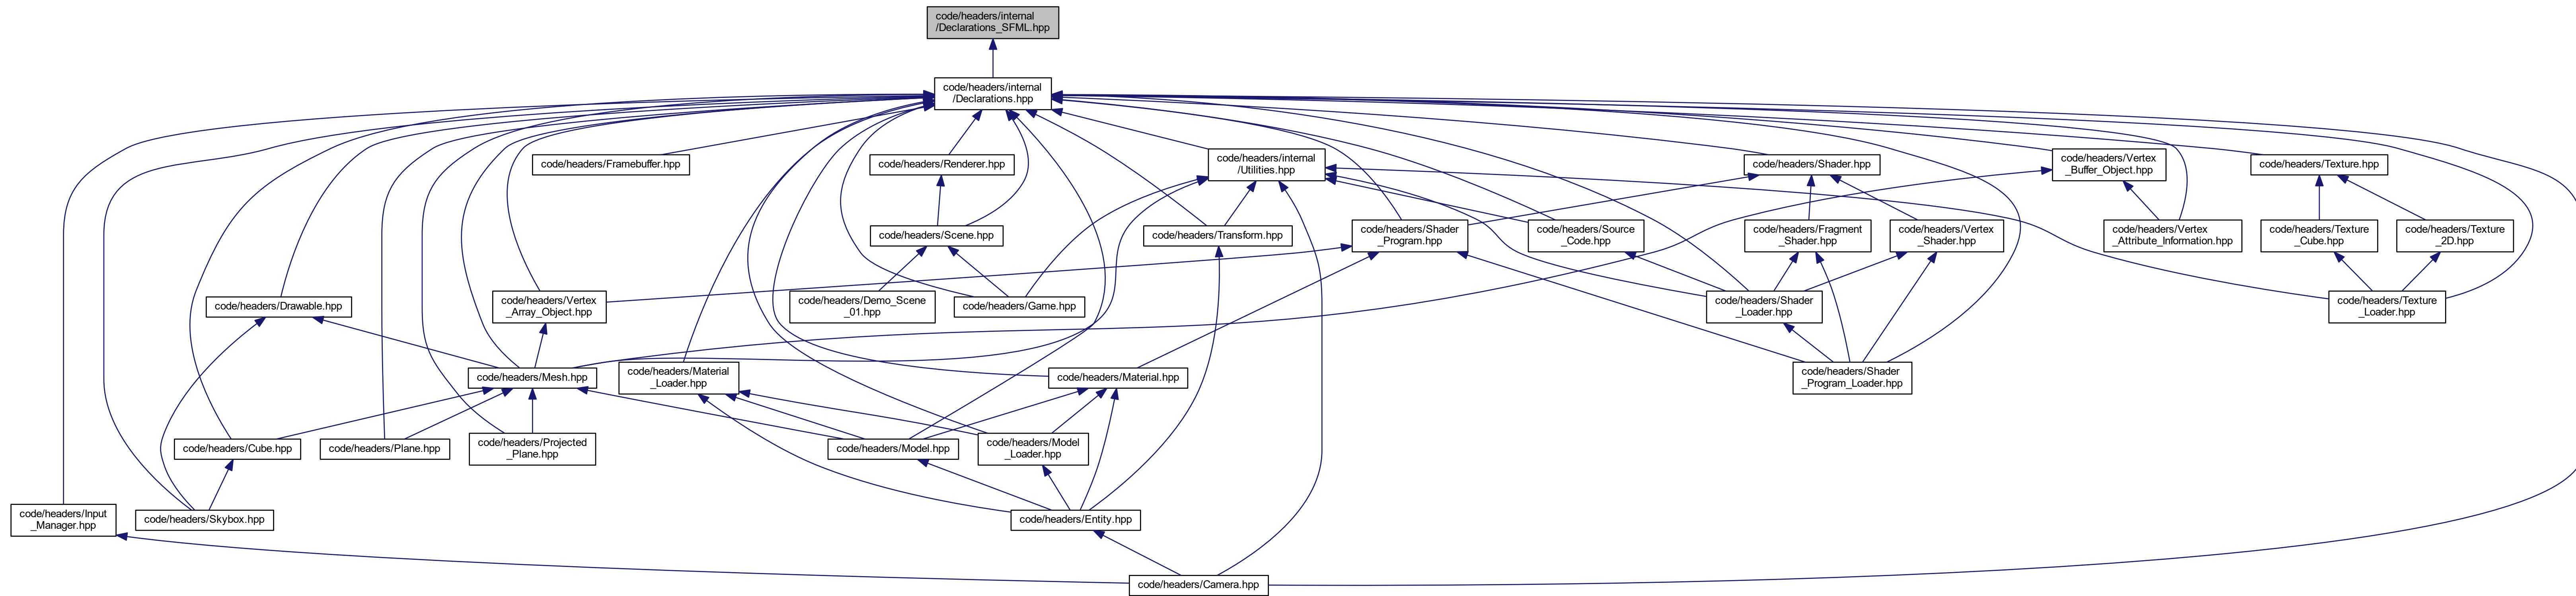 code/headers/internal
/Declarations_SFML.hpp
code/headers/internal
/Declarations.hpp
code/headers/Framebuffer.hpp
code/headers/Renderer.hpp
code/headers/internal
/Utilities.hpp
code/headers/Shader.hpp
code/headers/Vertex
_Buffer_Object.hpp
code/headers/Texture.hpp
code/headers/Scene.hpp
code/headers/Transform.hpp
code/headers/Shader
_Program.hpp
code/headers/Source
_Code.hpp
code/headers/Fragment
_Shader.hpp
code/headers/Vertex
_Shader.hpp
code/headers/Vertex
_Attribute_Information.hpp
code/headers/Texture
_Cube.hpp
code/headers/Texture
_2D.hpp
code/headers/Drawable.hpp
code/headers/Vertex
_Array_Object.hpp
code/headers/Demo_Scene
_01.hpp
code/headers/Game.hpp
code/headers/Shader
_Loader.hpp
code/headers/Texture
_Loader.hpp
code/headers/Mesh.hpp
code/headers/Material
_Loader.hpp
code/headers/Material.hpp
code/headers/Shader
_Program_Loader.hpp
code/headers/Cube.hpp
code/headers/Plane.hpp
code/headers/Projected
_Plane.hpp
code/headers/Model.hpp
code/headers/Model
_Loader.hpp
code/headers/Input
_Manager.hpp
code/headers/Skybox.hpp
code/headers/Entity.hpp
code/headers/Camera.hpp